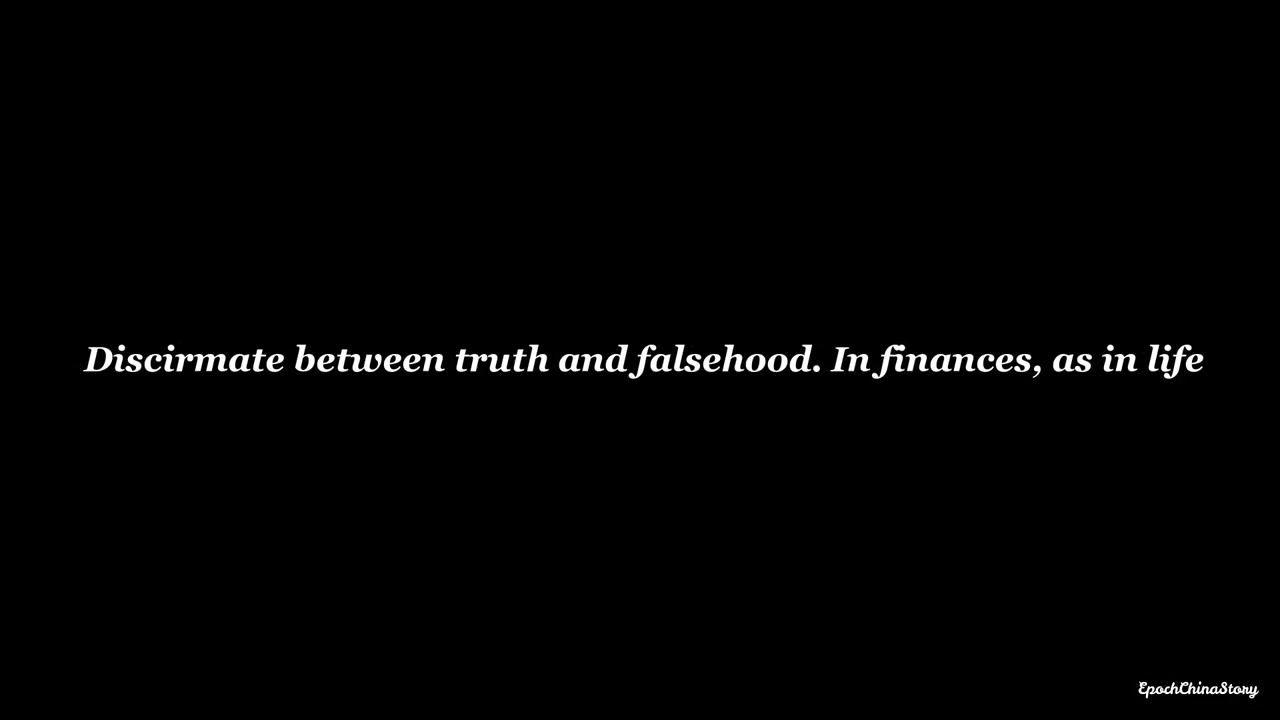 Discirmate between truth and falsehood. In finances, as in life
EpochChinaStory